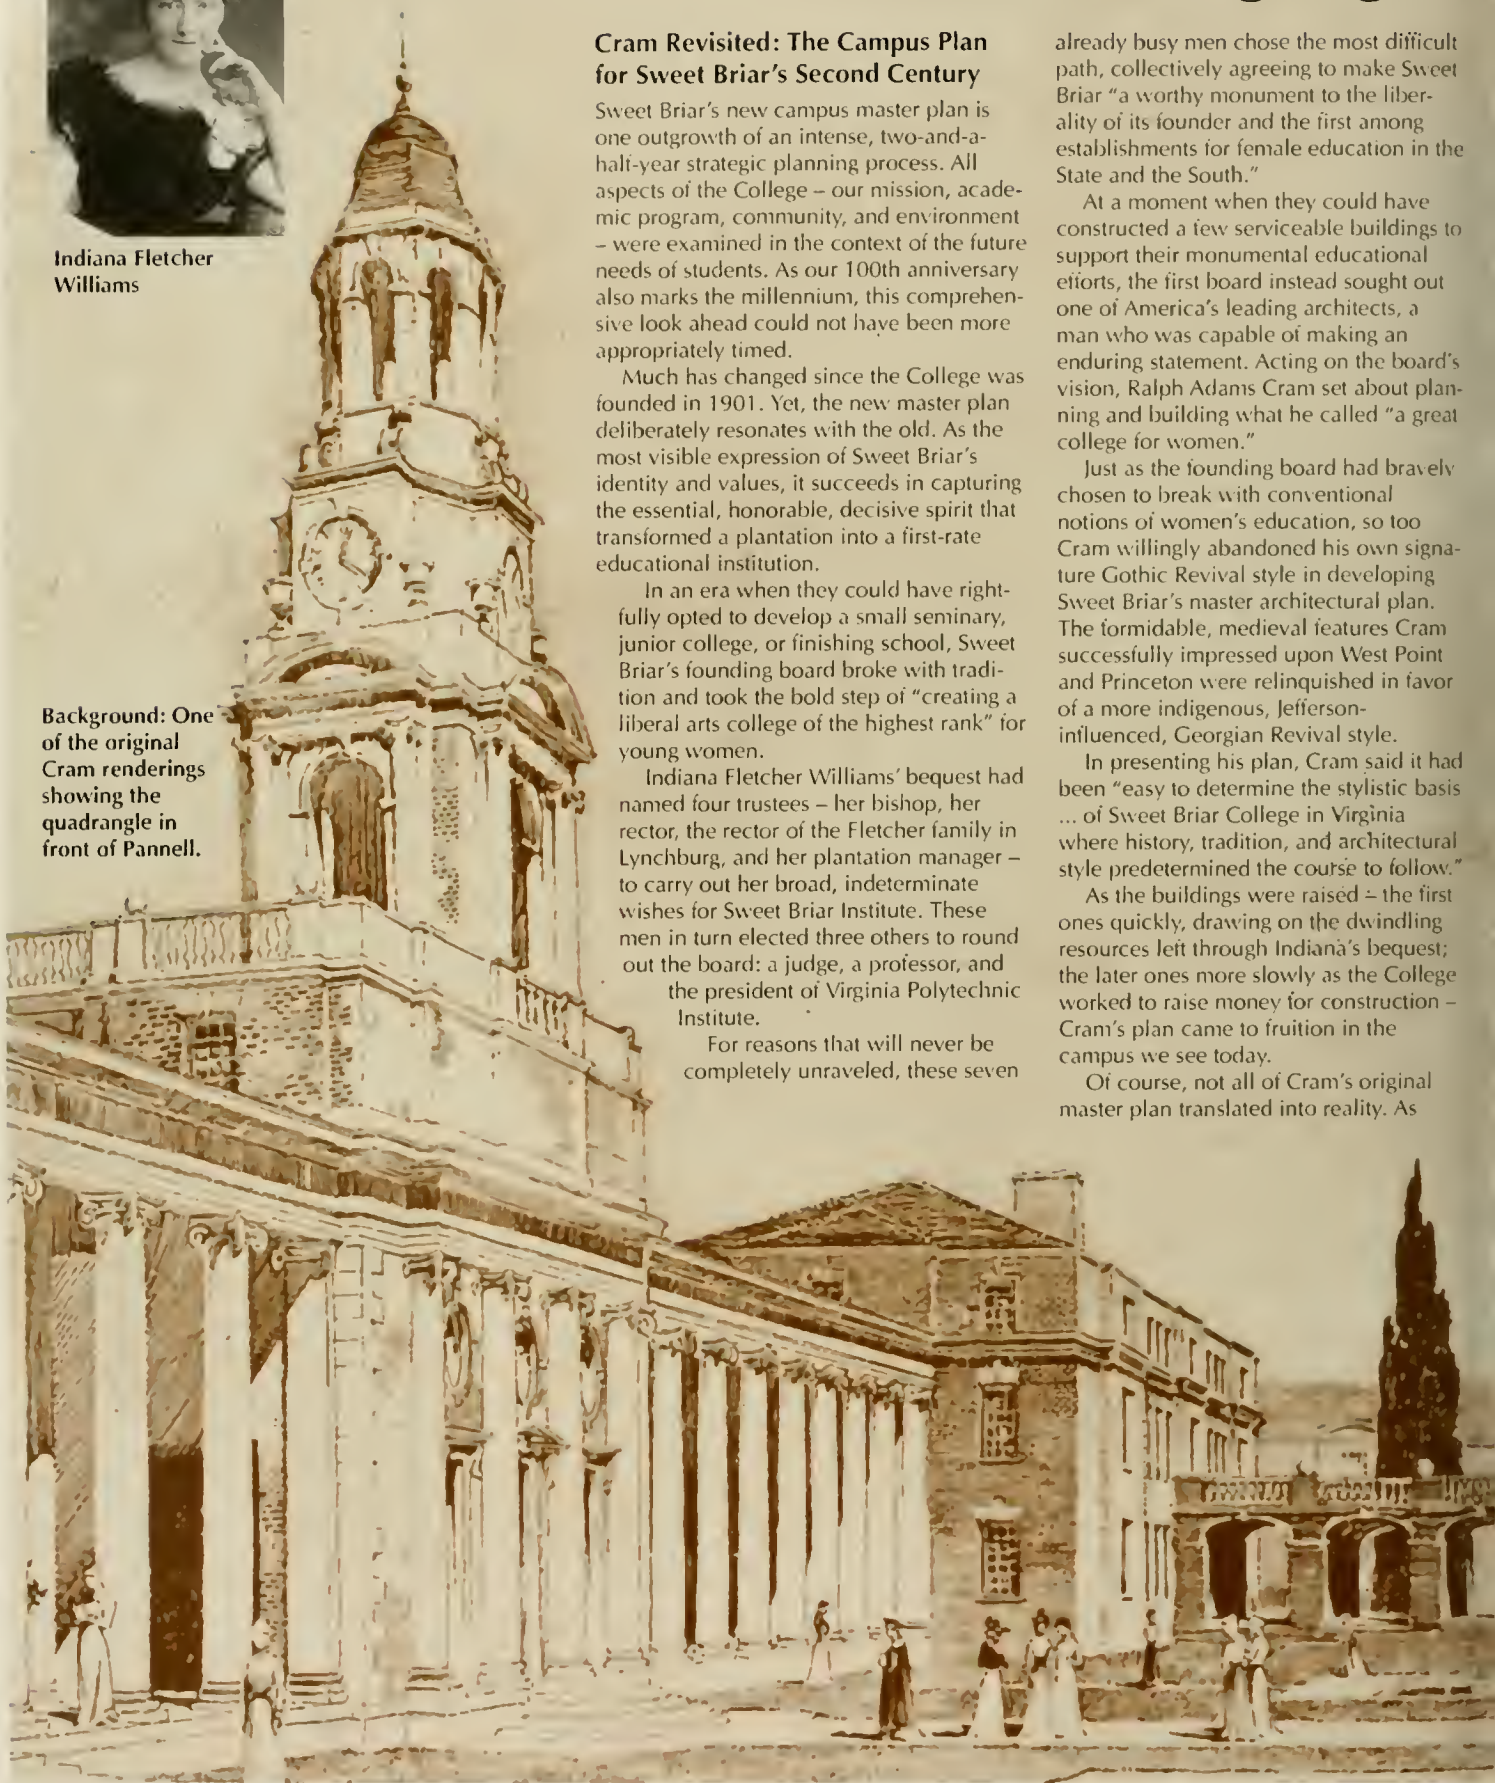 Indiana Fletcher
Williams
Background: One
of the original
Cram renderings
showing the
quadrangle in
front of Pannell.
Cram Revisited: The Campus Plan
for Sweet Briar's Second Century
Sweet Briar's new campus master plan is
one outgrowth of an intense, two-and-a-
half-year strategic planning process. All
aspects of the College – our mission, acade-
mic program, community, and environment
– were examined in the context of the future
needs of students. As our 100th anniversary
also marks the millennium, this comprehen-
sive look ahead could not have been more
appropriately timed.
Much has changed since the College was
founded in 1901. Yet, the new master plan
deliberately resonates with the old. As the
most visible expression of Sweet Briar's
identity and values, it succeeds in capturing
the essential, honorable, decisive spirit that
transformed a plantation into a first-rate
educational institution.
In an era when they could have right-
fully opted to develop a small seminary,
junior college, or finishing school, Sweet
Briar's founding board broke with tradi-
tion and took the bold step of "creating a
liberal arts college of the highest rank" for
young women.
Indiana Fletcher Williams' bequest had
named four trustees – her bishop, her
rector, the rector of the Fletcher family in
Lynchburg, and her plantation manager –
to carry out her broad, indeterminate
wishes for Sweet Briar Institute. These
men in turn elected three others to round
out the board: a judge, a professor, and
the president of Virginia Polytechnic
Institute.
For reasons that will never be
completely unraveled, these seven
already busy men chose the most difficult
path, collectively agreeing to make Sweet
Briar "a worthy monument to the liber-
ality of its founder and the first among
establishments for female education in the
State and the South."
At a moment when they could have
constructed a few serviceable buildings to
support their monumental educational
efforts, the first board instead sought out
one of America's leading architects, a
man who was capable of making an
enduring statement. Acting on the board's
vision, Ralph Adams Cram set about plan-
ning and building what he called "a great
college for women."
Just as the founding board had bravely
chosen to break with conventional
notions of women's education, so too
Cram willingly abandoned his own signa-
ture Gothic Revival style in developing
Sweet Briar's master architectural plan.
The formidable, medieval features Cram
successfully impressed upon West Point
and Princeton were relinquished in favor
of a more indigenous, Jefferson-
influenced, Georgian Revival style.
In presenting his plan, Cram said it had
been "easy to determine the stylistic basis
... of Sweet Briar College in Virginia
where history, tradition, and architectural
style predetermined the course to follow."
As the buildings were raised – the first
ones quickly, drawing on the dwindling
resources left through Indiana's bequest;
the later ones more slowly as the College
worked to raise money for construction –
Cram's plan came to fruition in the
campus we see today.
Of course, not all of Cram's original
master plan translated into reality. As